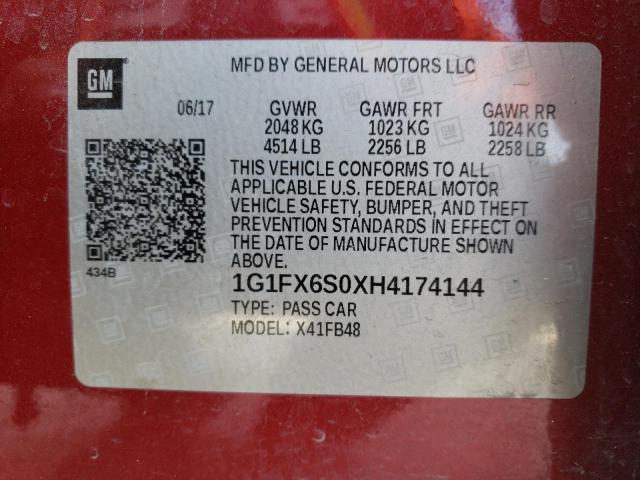 GM
MFD BY GENERAL MOTORS LLC
06/17 GVWR GAWR FRT GAWR RR
2048 KG 1023 KG 1024 KG
4514 LB 2256 LB 2258 LB
THIS VEHICLE CONFORMS TO ALL
APPLICABLE U.S. FEDERAL MOTOR
VEHICLE SAFETY, BUMPER, AND THEFT
PREVENTION STANDARDS IN EFFECT ON
THE DATE OF MANUFACTURE SHOWN
ABOVE.
434B
1G1FX6S0XH4174144
TYPE: PASS CAR
MODEL: X41FB48